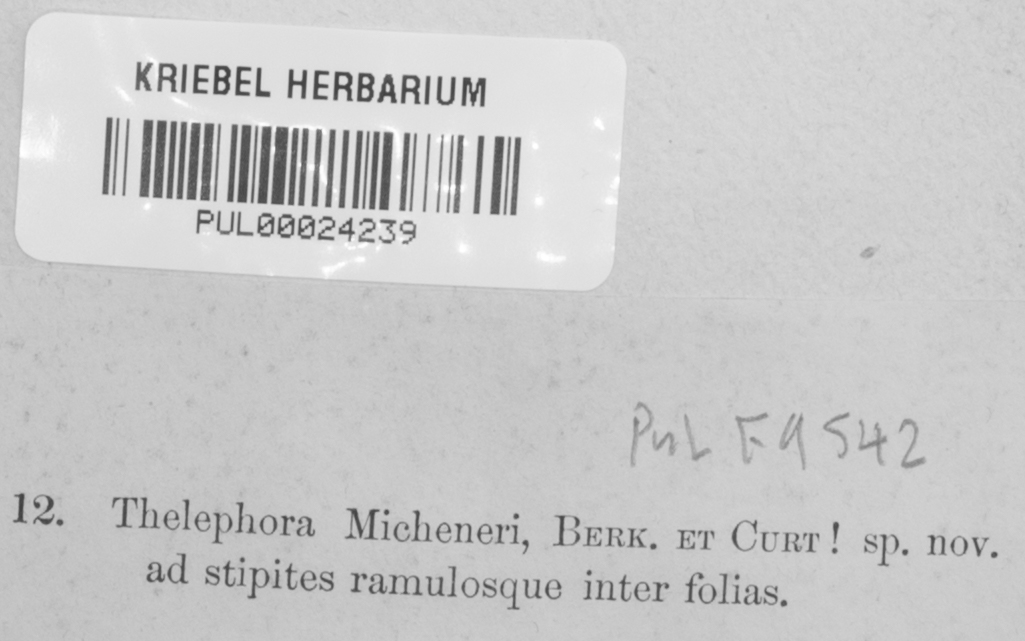 KRIEBEL HERBARIUM
PUL00024239
PUL F9542
12. Thelephora Micheneri, BERK. ET CURT! sp. nov.
ad stipites ramulosque inter folias.